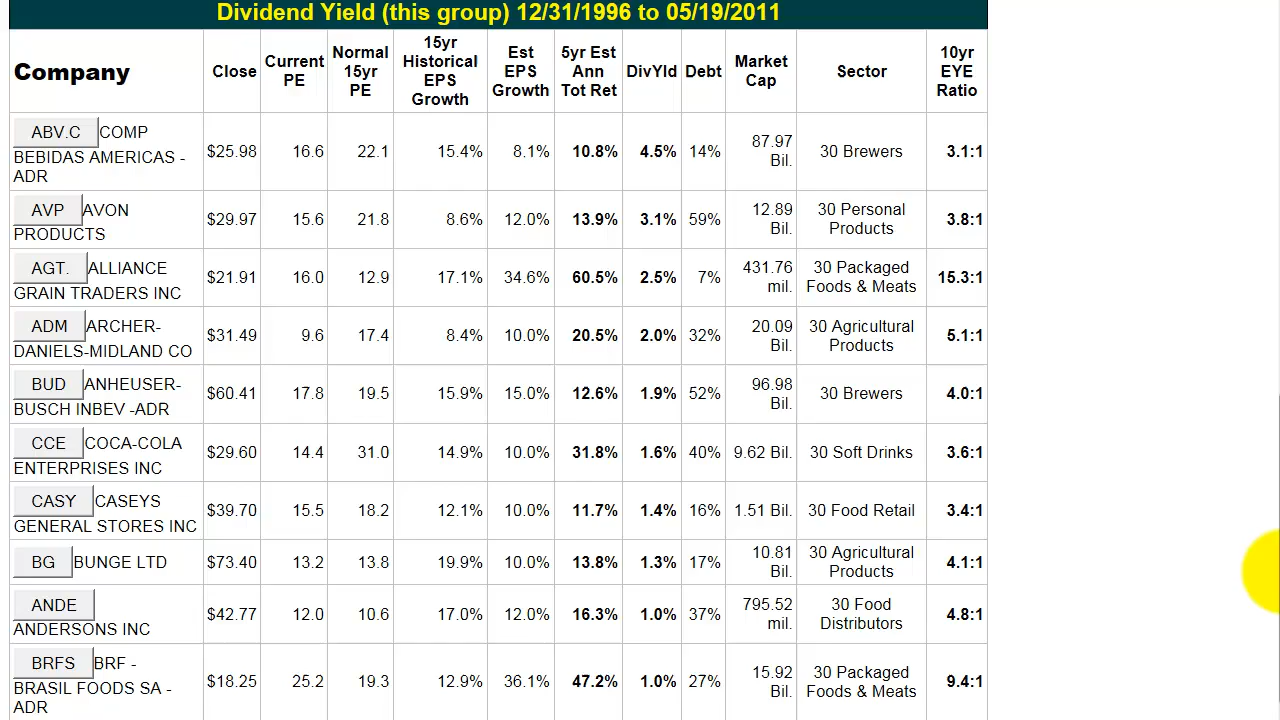 Dividend Yield (this group) 12/31/1996 to 05/19/2011
Company Close Current PE Normal 15yr PE 15yr Historical EPS Growth Est EPS Growth 5yr Est Ann Tot Ret DivYld Debt Market Cap Sector 10yr EYE Ratio
ABV.C COMP BEBIDAS AMERICAS - ADR $25.98 16.6 22.1 15.4% 8.1% 10.8% 4.5% 14% 87.97 Bil. 30 Brewers 3.1:1
AVP AVON PRODUCTS $29.97 15.6 21.8 8.6% 12.0% 13.9% 3.1% 59% 12.89 Bil. 30 Personal Products 3.8:1
AGT. ALLIANCE GRAIN TRADERS INC $21.91 16.0 12.9 17.1% 34.6% 60.5% 2.5% 7% 431.76 mil. 30 Packaged Foods & Meats 15.3:1
ADM ARCHER-DANIELS-MIDLAND CO $31.49 9.6 17.4 8.4% 10.0% 20.5% 2.0% 32% 20.09 Bil. 30 Agricultural Products 5.1:1
BUD ANHEUSER-BUSCH INBEV -ADR $60.41 17.8 19.5 15.9% 15.0% 12.6% 1.9% 52% 96.98 Bil. 30 Brewers 4.0:1
CCE COCA-COLA ENTERPRISES INC $29.60 14.4 31.0 14.9% 10.0% 31.8% 1.6% 40% 9.62 Bil. 30 Soft Drinks 3.6:1
CASY CASEYS GENERAL STORES INC $39.70 15.5 18.2 12.1% 10.0% 11.7% 1.4% 16% 1.51 Bil. 30 Food Retail 3.4:1
BG BUNGE LTD $73.40 13.2 13.8 19.9% 10.0% 13.8% 1.3% 17% 10.81 Bil. 30 Agricultural Products 4.1:1
ANDE ANDERSONS INC $42.77 12.0 10.6 17.0% 12.0% 16.3% 1.0% 37% 795.52 mil. 30 Food Distributors 4.8:1
BRFS BRF - BRASIL FOODS SA - ADR $18.25 25.2 19.3 12.9% 36.1% 47.2% 1.0% 27% 15.92 Bil. 30 Packaged Foods & Meats 9.4:1